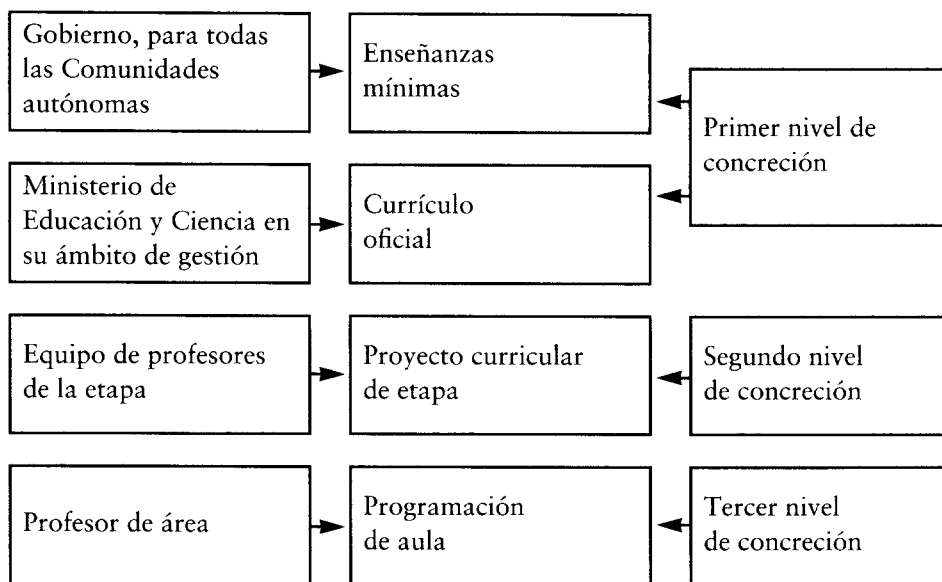 Gobierno, para todas
las Comunidades
autónomas
Enseñanzas
mínimas
Primer nivel de
concreción
Ministerio de
Educación y Ciencia en
su ámbito de gestión
Currículo
oficial
Equipo de profesores
de la etapa
Proyecto curricular
de etapa
Segundo nivel
de concreción
Profesor de área
Programación
de aula
Tercer nivel
de concreción